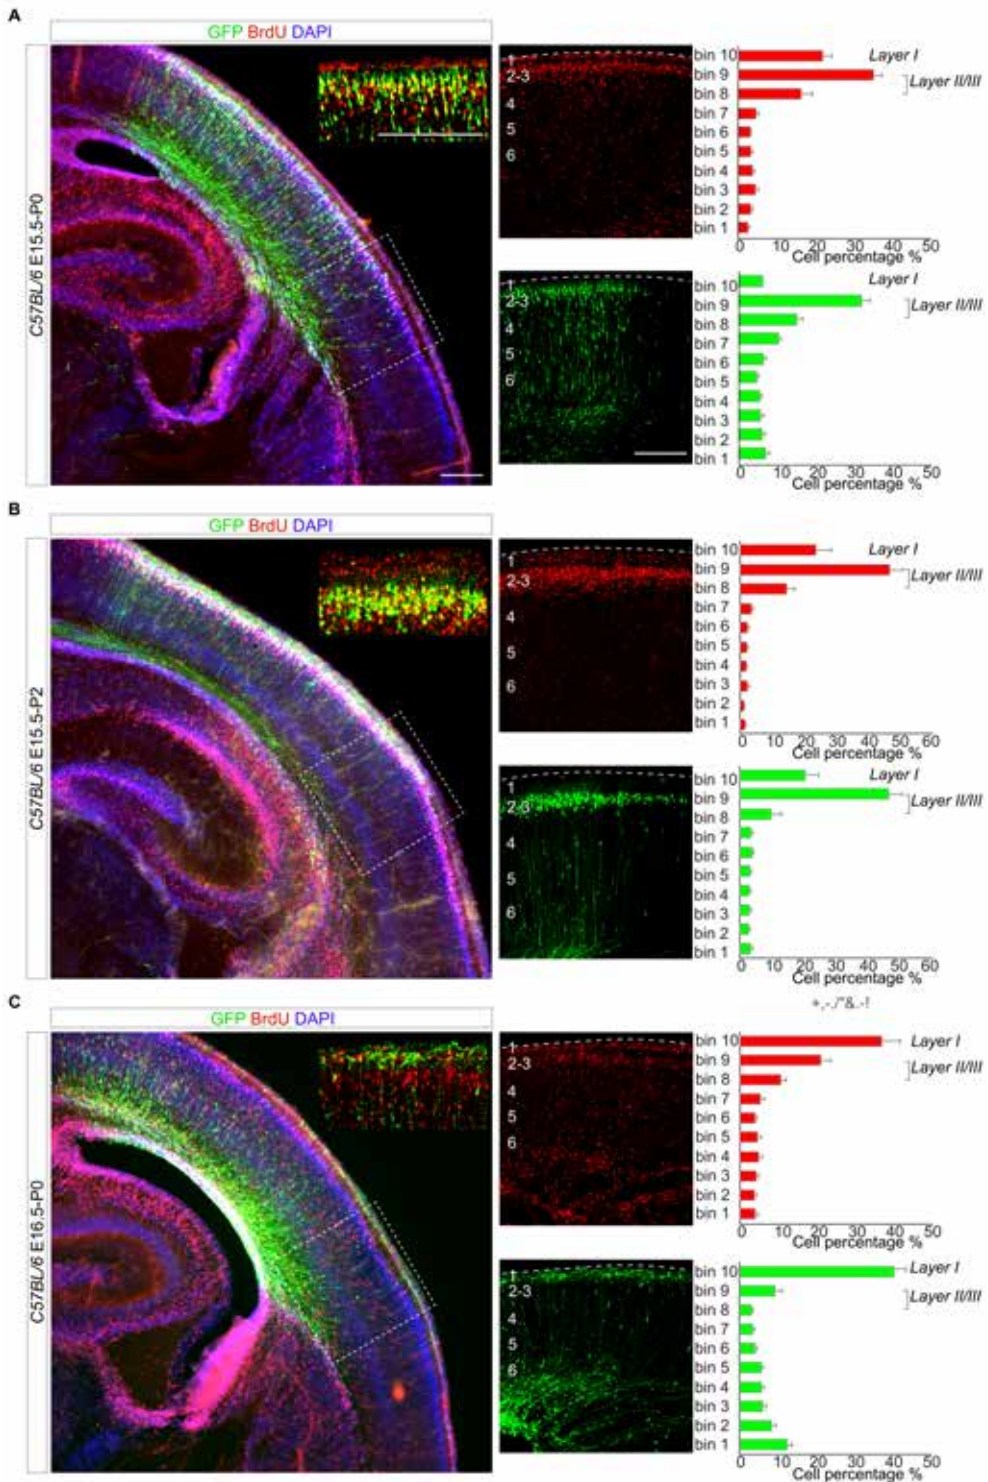 A
GFP BrdU DAPI
C57BL/6 E15.5-P0
1
2-3
4
5
6
bin 10
bin 9
bin 8
bin 7
bin 6
bin 5
bin 4
bin 3
bin 2
bin 1
Layer I
Layer II/III
0 10 20 30 40 50
Cell percentage %
1
2-3
4
5
6
bin 10
bin 9
bin 8
bin 7
bin 6
bin 5
bin 4
bin 3
bin 2
bin 1
Layer I
Layer II/III
0 10 20 30 40 50
Cell percentage %
B
GFP BrdU DAPI
C57BL/6 E15.5-P2
1
2-3
4
5
6
bin 10
bin 9
bin 8
bin 7
bin 6
bin 5
bin 4
bin 3
bin 2
bin 1
Layer I
Layer II/III
0 10 20 30 40 50 60
Cell percentage %
1
2-3
4
5
6
bin 10
bin 9
bin 8
bin 7
bin 6
bin 5
bin 4
bin 3
bin 2
bin 1
Layer I
Layer II/III
0 10 20 30 40 50 60
Cell percentage %
C
GFP BrdU DAPI
C57BL/6 E16.5-P0
1
2-3
4
5
6
bin 10
bin 9
bin 8
bin 7
bin 6
bin 5
bin 4
bin 3
bin 2
bin 1
Layer I
Layer II/III
0 10 20 30 40 50
Cell percentage %
1
2-3
4
5
6
bin 10
bin 9
bin 8
bin 7
bin 6
bin 5
bin 4
bin 3
bin 2
bin 1
Layer I
Layer II/III
0 10 20 30 40 50
Cell percentage %